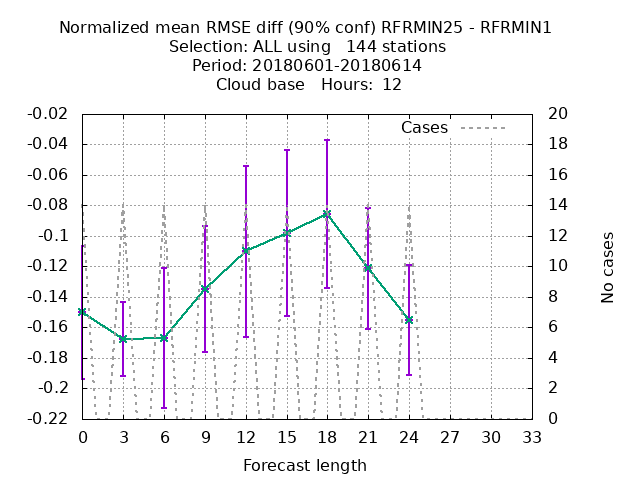 Normalized mean RMSE diff (90% conf) RFRMIN25 - RFRMIN1
Selection: ALL using   144 stations
Period: 20180601-20180614
Cloud base   Hours:  12
Cases
-0.02
-0.04
-0.06
-0.08
-0.1
-0.12
-0.14
-0.16
-0.18
-0.2
-0.22
20
18
16
14
12
10
8
6
4
2
0
No cases
0 3 6 9 12 15 18 21 24 27 30 33
Forecast length